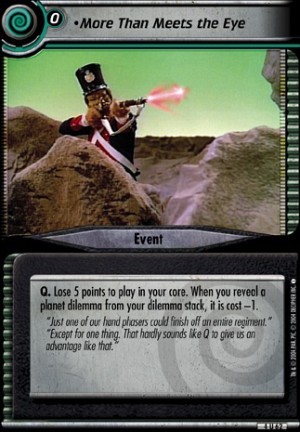 0
•More Than Meets the Eye
Event
Q. Lose 5 points to play in your core. When you reveal a
planet dilemma from your dilemma stack, it is cost –1.
"Just one of our hand phasers could finish off an entire regiment."
"Except for one thing. That hardly sounds like Q to give us an
advantage like that."
4 U 62